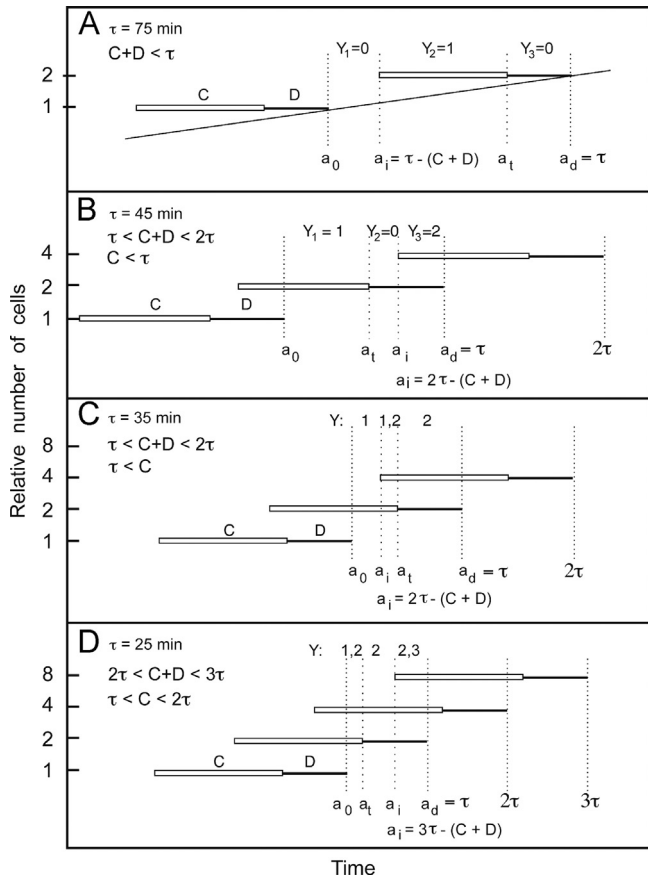 A τ = 75 min
C+D < τ
Y₁=0 Y₂=1 Y₃=0
2
C D
1
a₀ aᵢ = τ - (C + D) aₜ a_d = τ
B τ = 45 min
τ < C+D < 2τ
C < τ
Y₁ = 1 Y₂=0 Y₃=2
4
2
C D
1
a₀ aₜ aᵢ a_d = τ 2τ
aᵢ = 2τ - (C + D)
C τ = 35 min
τ < C+D < 2τ
τ < C
Y: 1 1,2 2
8
4
2
C D
1
a₀ aᵢ aₜ a_d = τ 2τ
aᵢ = 2τ - (C + D)
D τ = 25 min
2τ < C+D < 3τ
τ < C < 2τ
Y: 1,2 2 2,3
8
4
2
C D
1
a₀ aₜ aᵢ a_d = τ 2τ 3τ
aᵢ = 3τ - (C + D)
Relative number of cells
Time